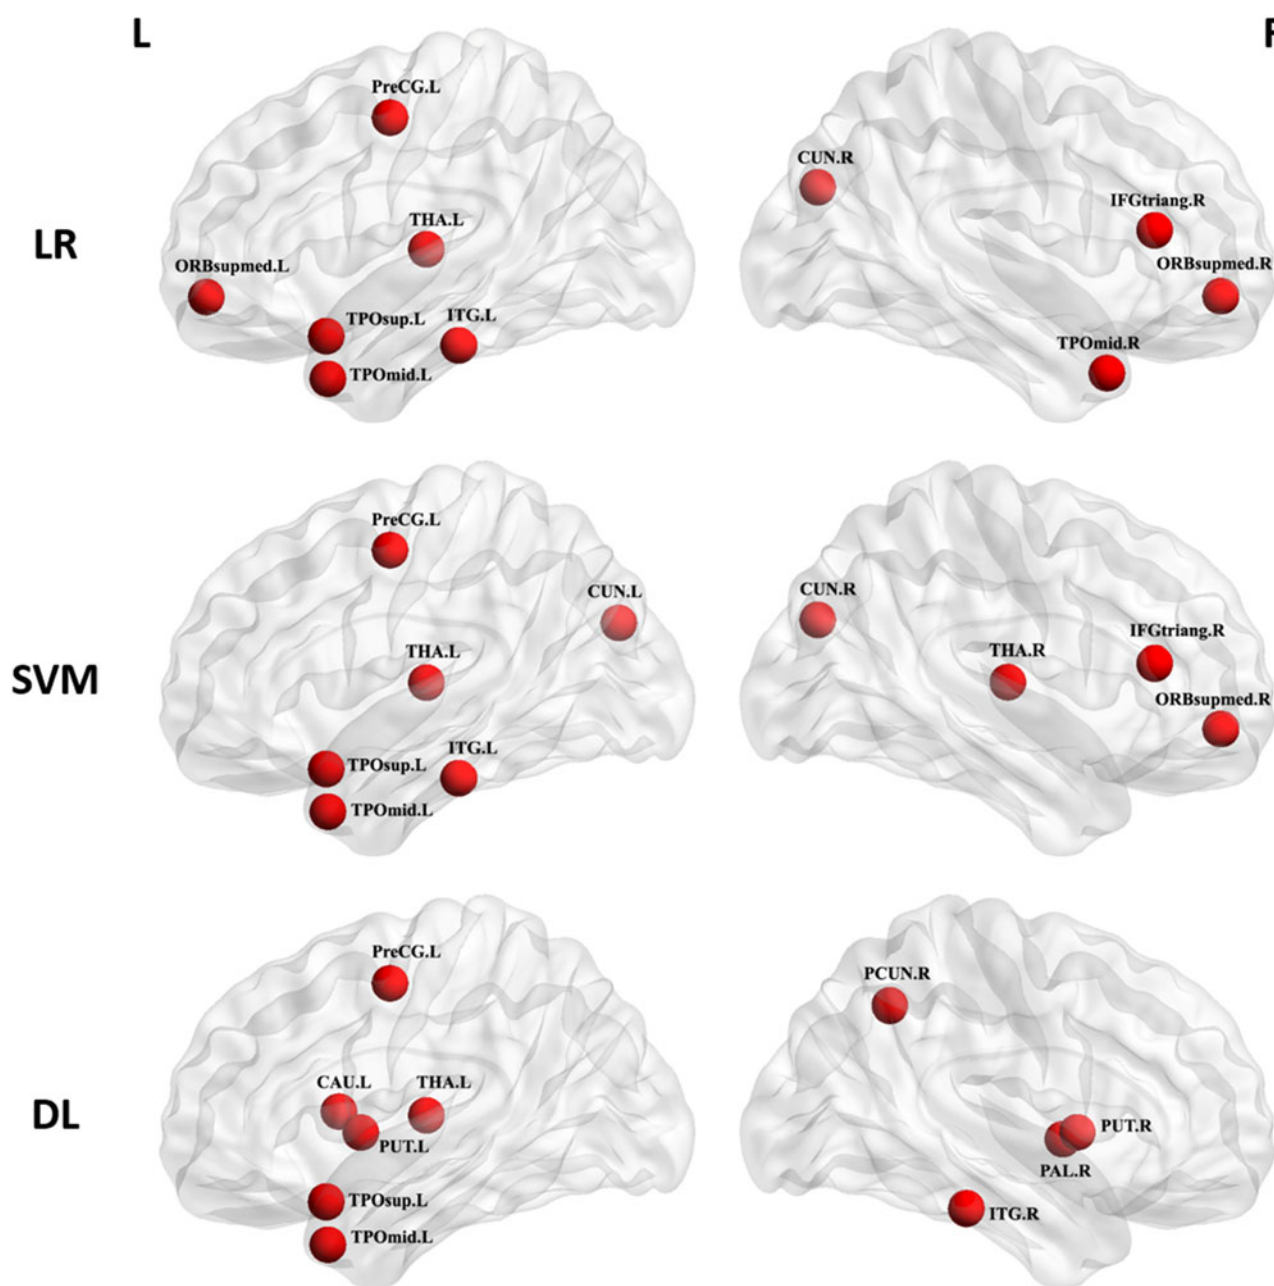 L
PreCG.L
THA.L
ORBsupmed.L
TPOsup.L
ITG.L
TPOmid.L
CUN.R
IFGtriang.R
ORBsupmed.R
TPOmid.R
LR
PreCG.L
CUN.L
THA.L
ITG.L
TPOsup.L
TPOmid.L
CUN.R
IFGtriang.R
THA.R
ORBsupmed.R
SVM
PreCG.L
CAU.L
THA.L
PUT.L
TPOsup.L
TPOmid.L
PCUN.R
PUT.R
PAL.R
ITG.R
DL